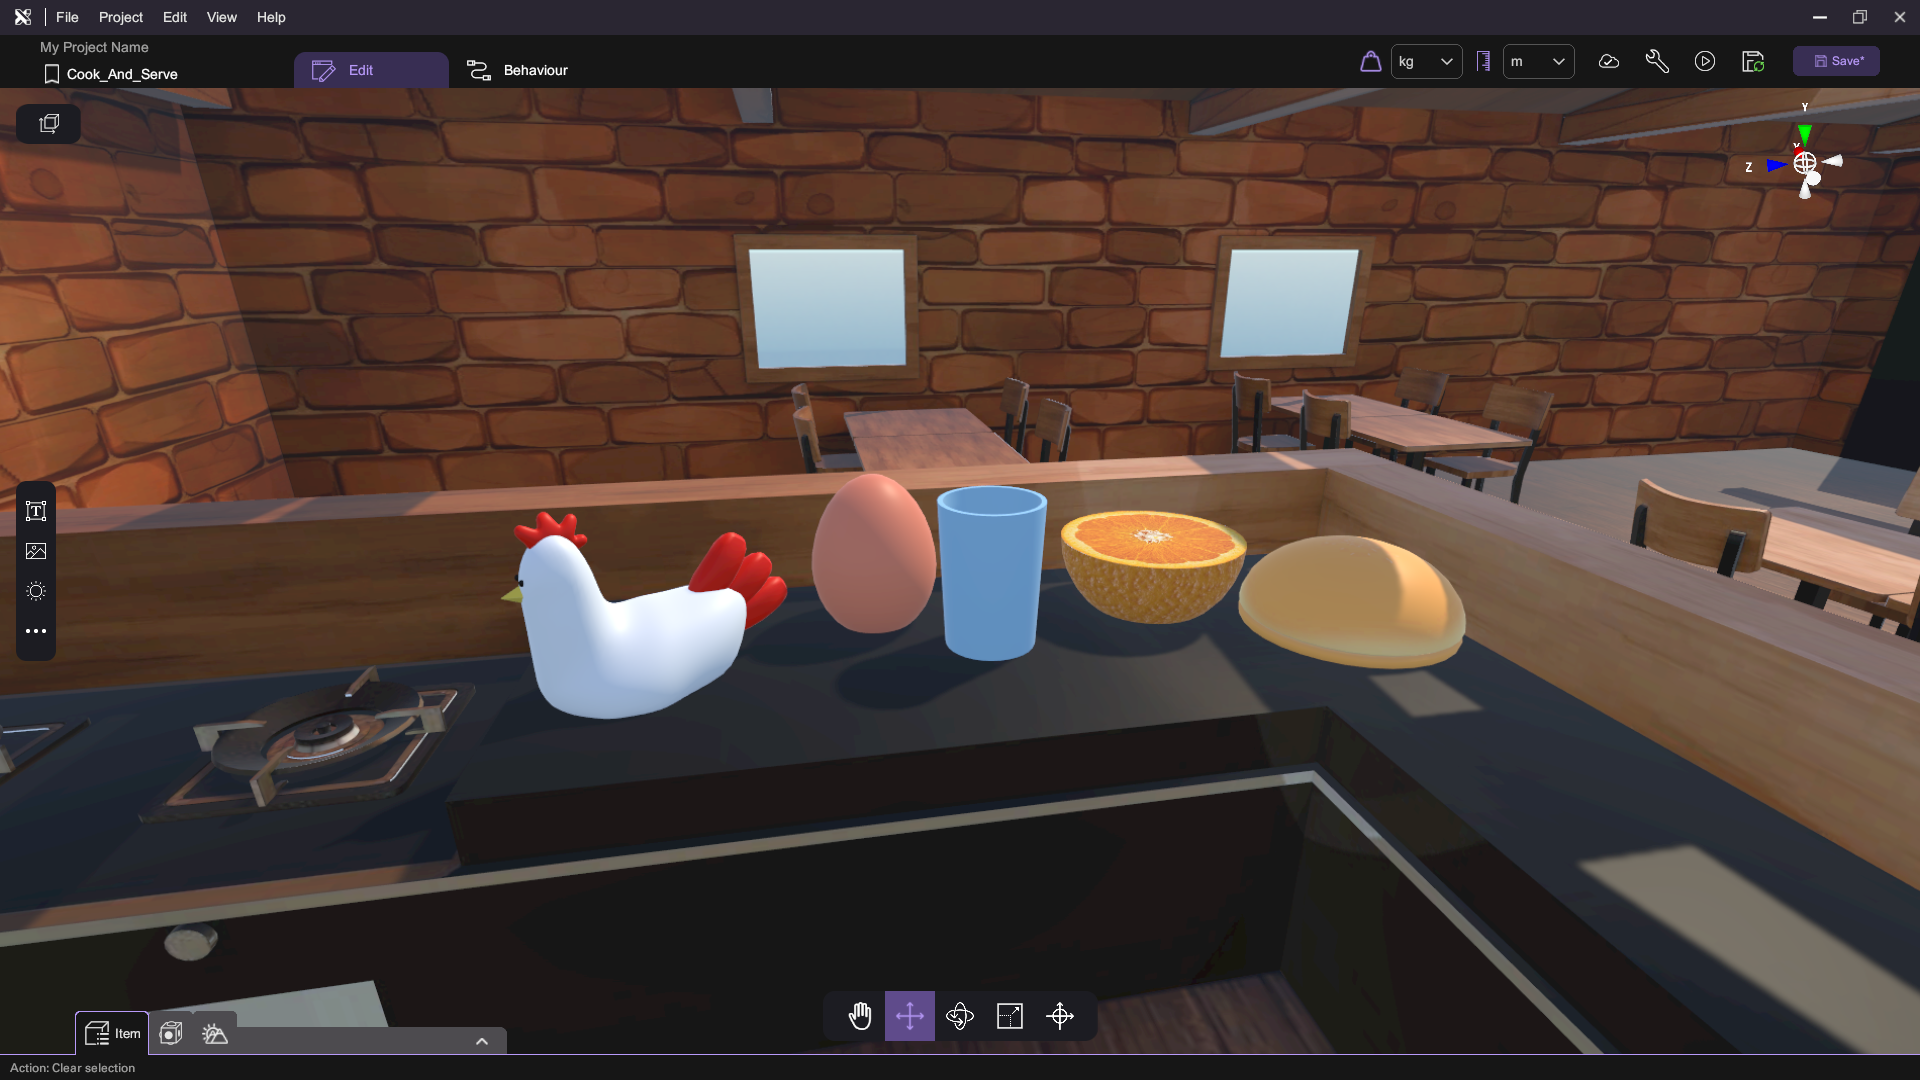 File Project Edit View Help
My Project Name
Cook_And_Serve
Edit
Behaviour
kg
m
Save*
Y
Z
T
Item
Action: Clear selection